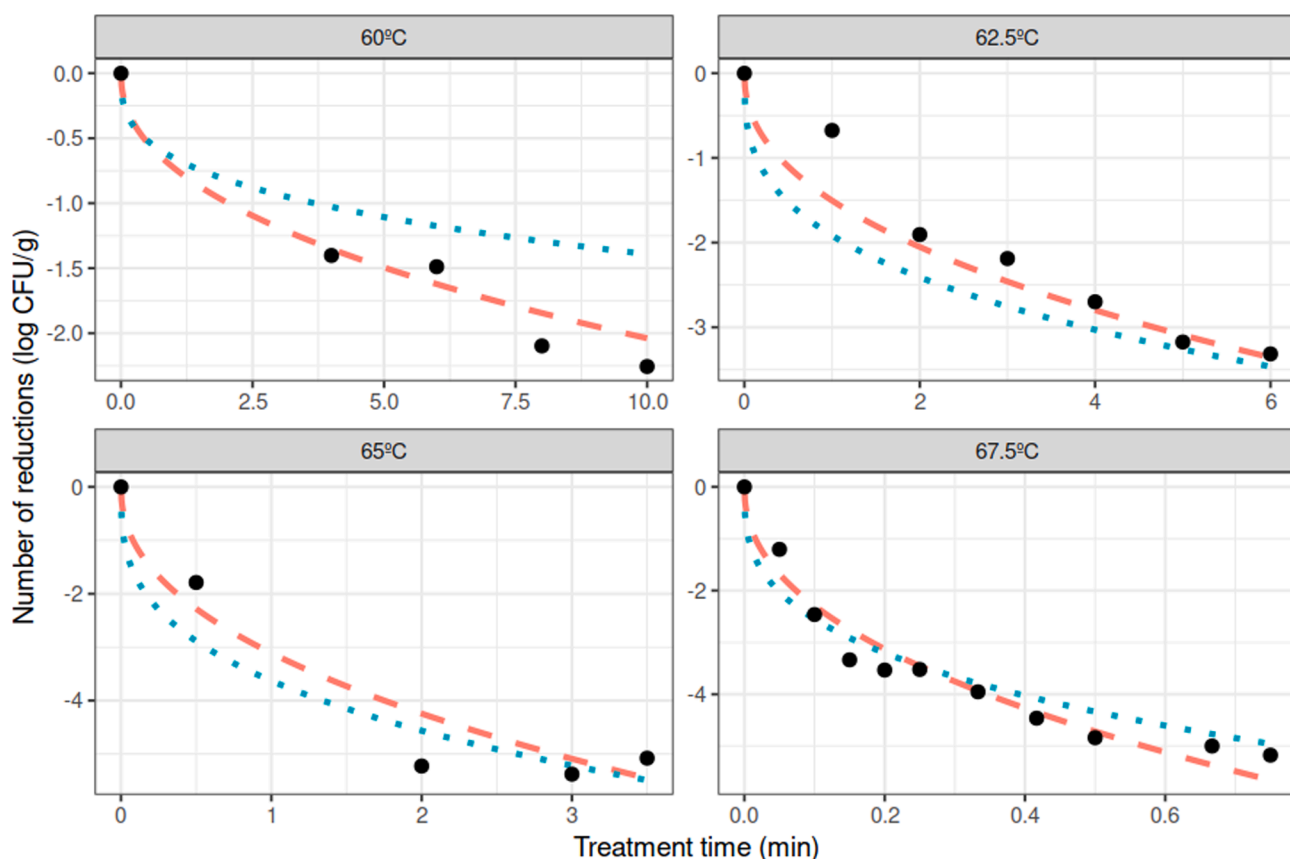 60ºC
62.5ºC
0.0
-0.5
-1.0
-1.5
-2.0
0
-1
-2
-3
0.0 2.5 5.0 7.5 10.0
0 2 4 6
Number of reductions (log CFU/g)
65ºC
67.5ºC
0
-2
-4
0
-2
-4
0 1 2 3
0.0 0.2 0.4 0.6
Treatment time (min)